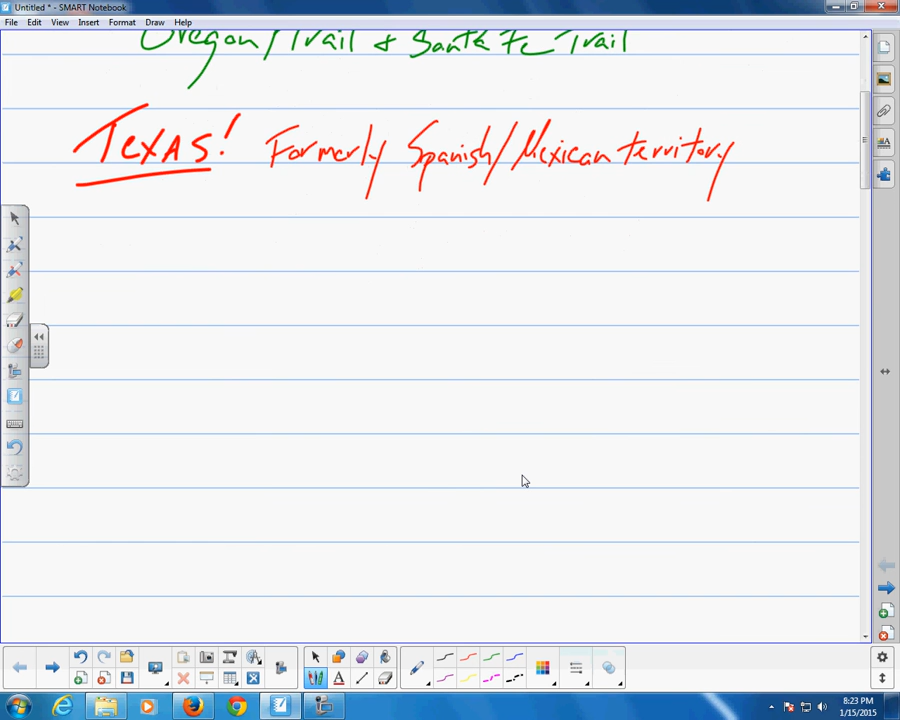 Untitled * - SMART Notebook
File Edit View Insert Format Draw Help
Oregon Trail & Santa Fe Trail
TEXAS! Formerly Spanish/Mexican territory
8:23 PM
1/15/2015